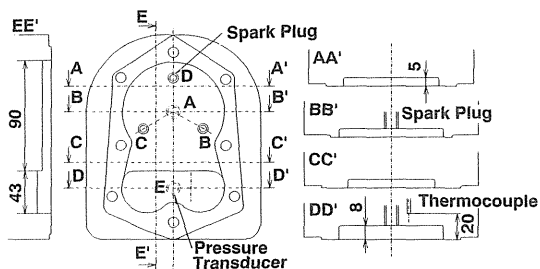 EE'
E
Spark Plug
A
A'
D
B
A
B'
C
B
C
C'
D
E
D'
90
43
E'
Pressure
Transducer
AA'
5
BB'
Spark Plug
CC'
Thermocouple
DD'
8
20